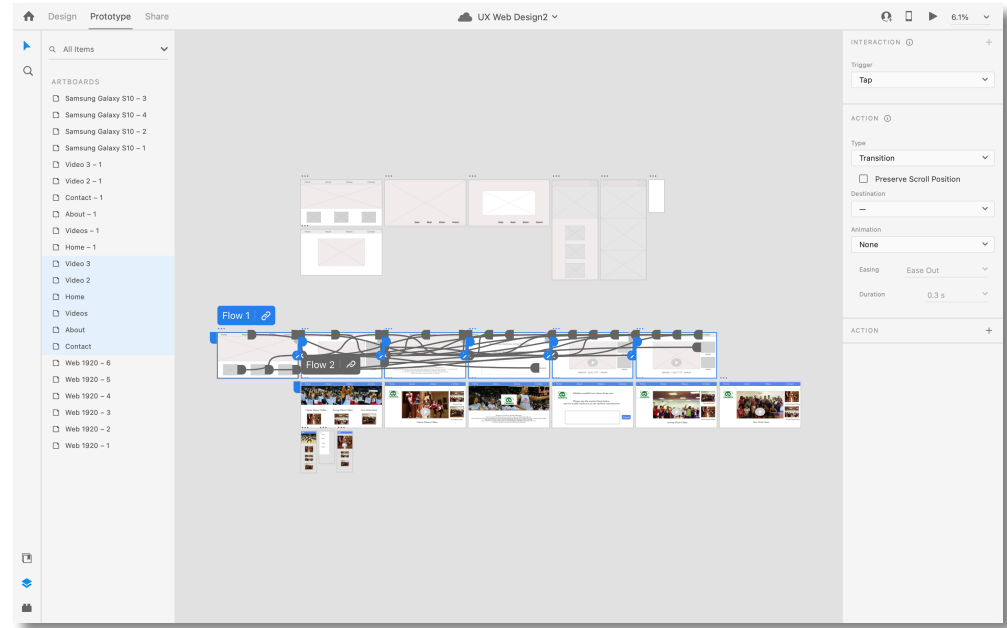 Design Prototype Share
UX Web Design2
6.1%
All Items
ARTBOARDS
Samsung Galaxy S10 – 3
Samsung Galaxy S10 – 4
Samsung Galaxy S10 – 2
Samsung Galaxy S10 – 1
Video 3 – 1
Video 2 – 1
Contact – 1
About – 1
Videos – 1
Home – 1
Video 3
Video 2
Home
Videos
About
Contact
Web 1920 – 6
Web 1920 – 5
Web 1920 – 4
Web 1920 – 3
Web 1920 – 2
Web 1920 – 1
Flow 1
Flow 2
INTERACTION
Trigger
Tap
ACTION
Type
Transition
Preserve Scroll Position
Destination
—
Animation
None
Easing
Ease Out
Duration
0.3 s
ACTION